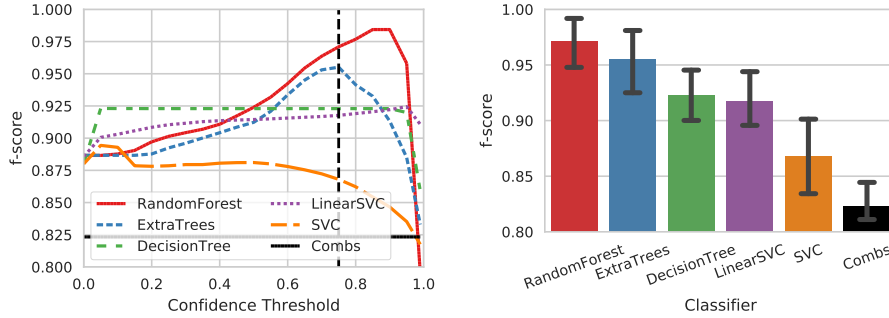 1.000
0.975
0.950
0.925
0.900
0.875
0.850
0.825
0.800
f-score
0.0 0.2 0.4 0.6 0.8 1.0
Confidence Threshold
RandomForest
ExtraTrees
DecisionTree
LinearSVC
SVC
Combs
1.00
0.95
0.90
0.85
0.80
f-score
RandomForest
ExtraTrees
DecisionTree
LinearSVC
SVC
Combs
Classifier